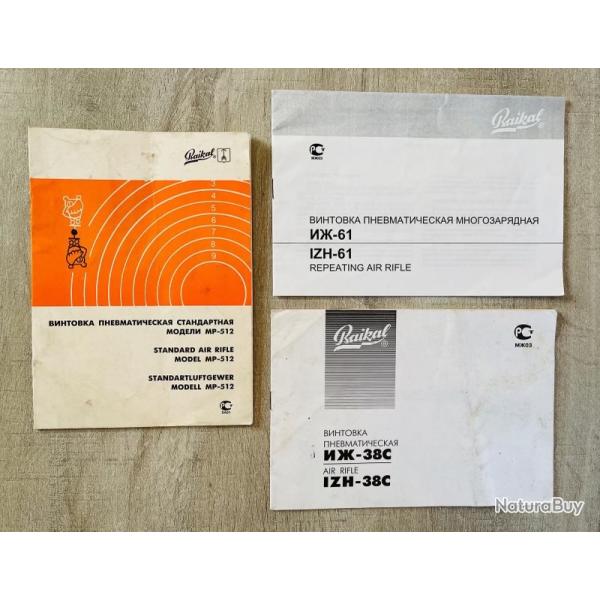 Baikal
3
4
5
6
7
8
9
ВИНТОВКА ПНЕВМАТИЧЕСКАЯ СТАНДАРТНАЯ
МОДЕЛИ МР-512
STANDARD AIR RIFLE
MODEL MP-512
STANDARTLUFTGEWER
MODELL MP-512
Baikal
МЖ03
ВИНТОВКА ПНЕВМАТИЧЕСКАЯ МНОГОЗАРЯДНАЯ
ИЖ-61
IZH-61
REPEATING AIR RIFLE
Baikal
МЖ03
ВИНТОВКА
ПНЕВМАТИЧЕСКАЯ
ИЖ-38С
AIR RIFLE
IZH-38C
NaturaBuy